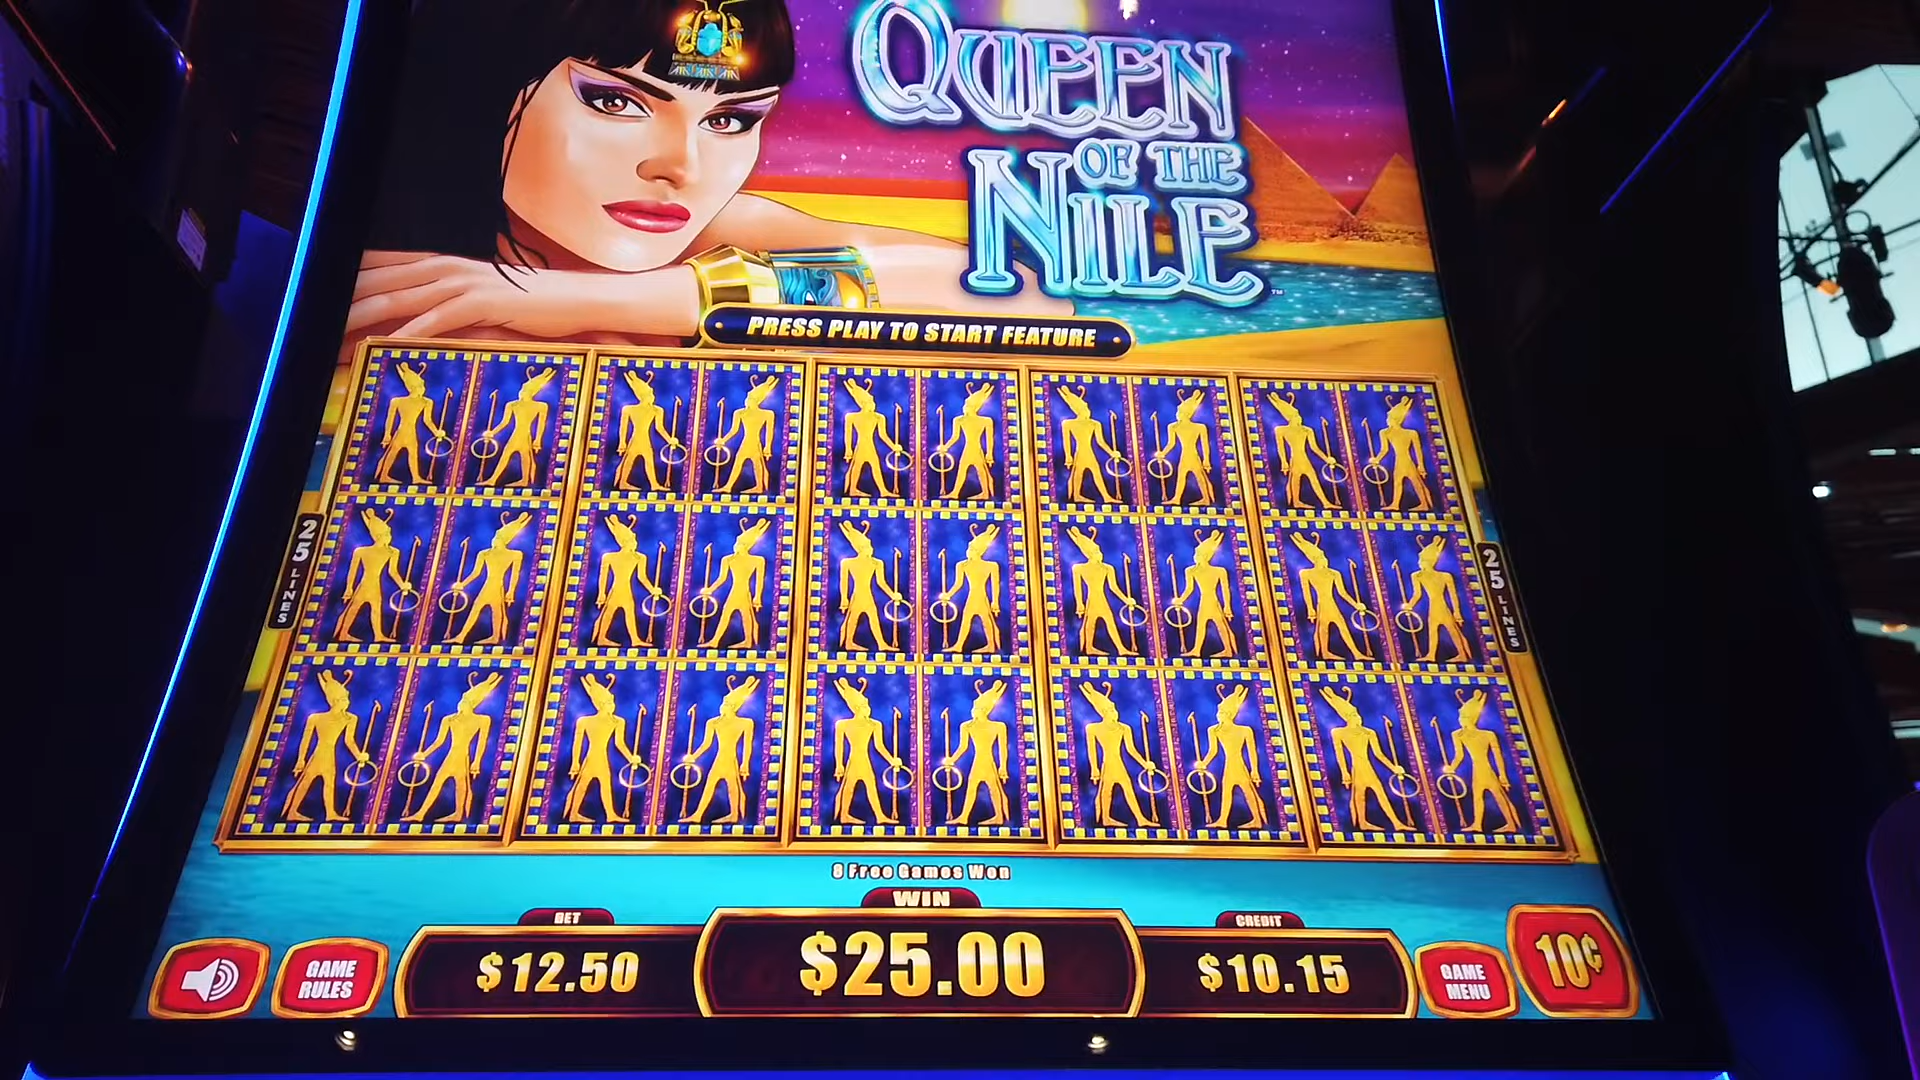 QUEEN
OF THE
NILE™
PRESS PLAY TO START FEATURE
25 LINES
25 LINES
8 Free Games Won
WIN
BET
CREDIT
GAME
RULES
$12.50
$25.00
$10.15
GAME
MENU
10¢